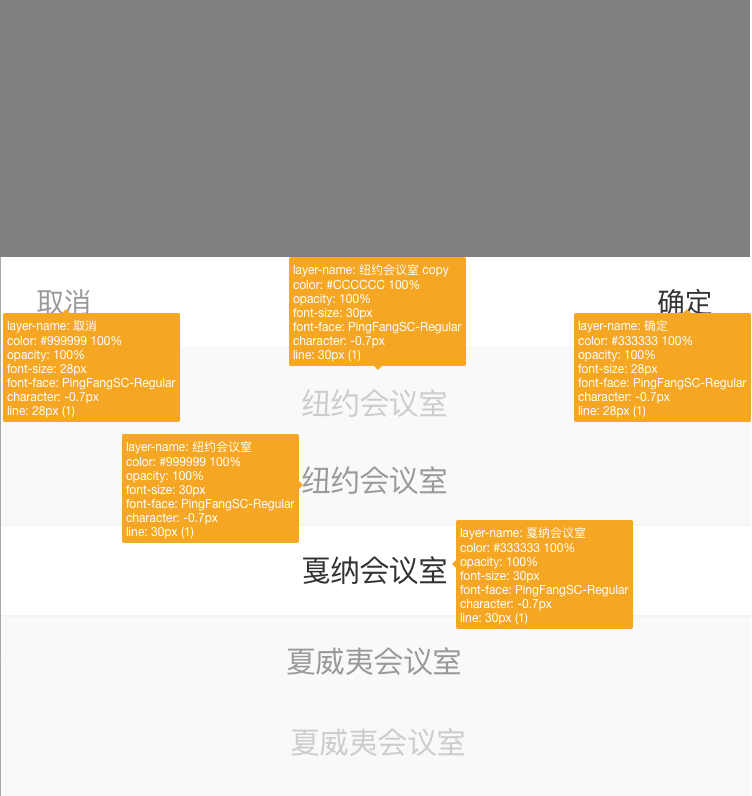 取消
确定
layer-name: 纽约会议室 copy
color: #CCCCCC 100%
opacity: 100%
font-size: 30px
font-face: PingFangSC-Regular
character: -0.7px
line: 30px (1)
layer-name: 取消
color: #999999 100%
opacity: 100%
font-size: 28px
font-face: PingFangSC-Regular
character: -0.7px
line: 28px (1)
layer-name: 确定
color: #333333 100%
opacity: 100%
font-size: 28px
font-face: PingFangSC-Regular
character: -0.7px
line: 28px (1)
纽约会议室
layer-name: 纽约会议室
color: #999999 100%
opacity: 100%
font-size: 30px
font-face: PingFangSC-Regular
character: -0.7px
line: 30px (1)
纽约会议室
戛纳会议室
layer-name: 戛纳会议室
color: #333333 100%
opacity: 100%
font-size: 30px
font-face: PingFangSC-Regular
character: -0.7px
line: 30px (1)
夏威夷会议室
夏威夷会议室